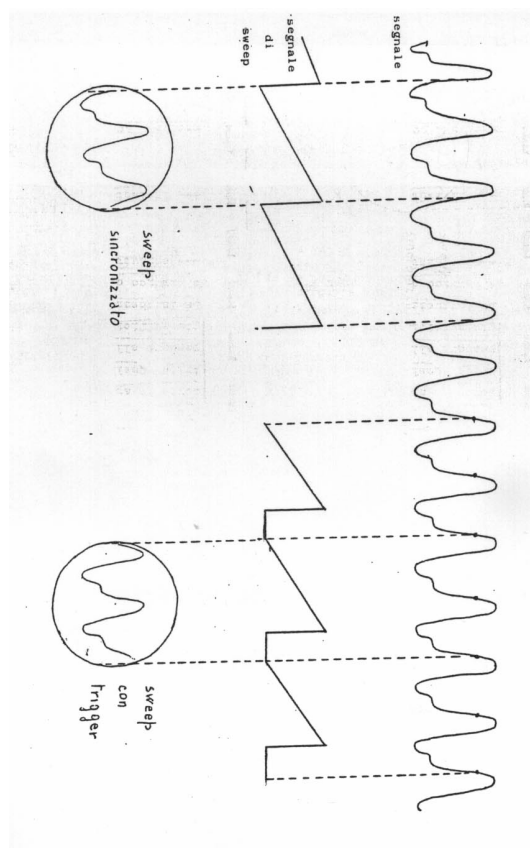 segnale
segnale
di
sweep
sweep
sincronizzato
sweep
con
trigger